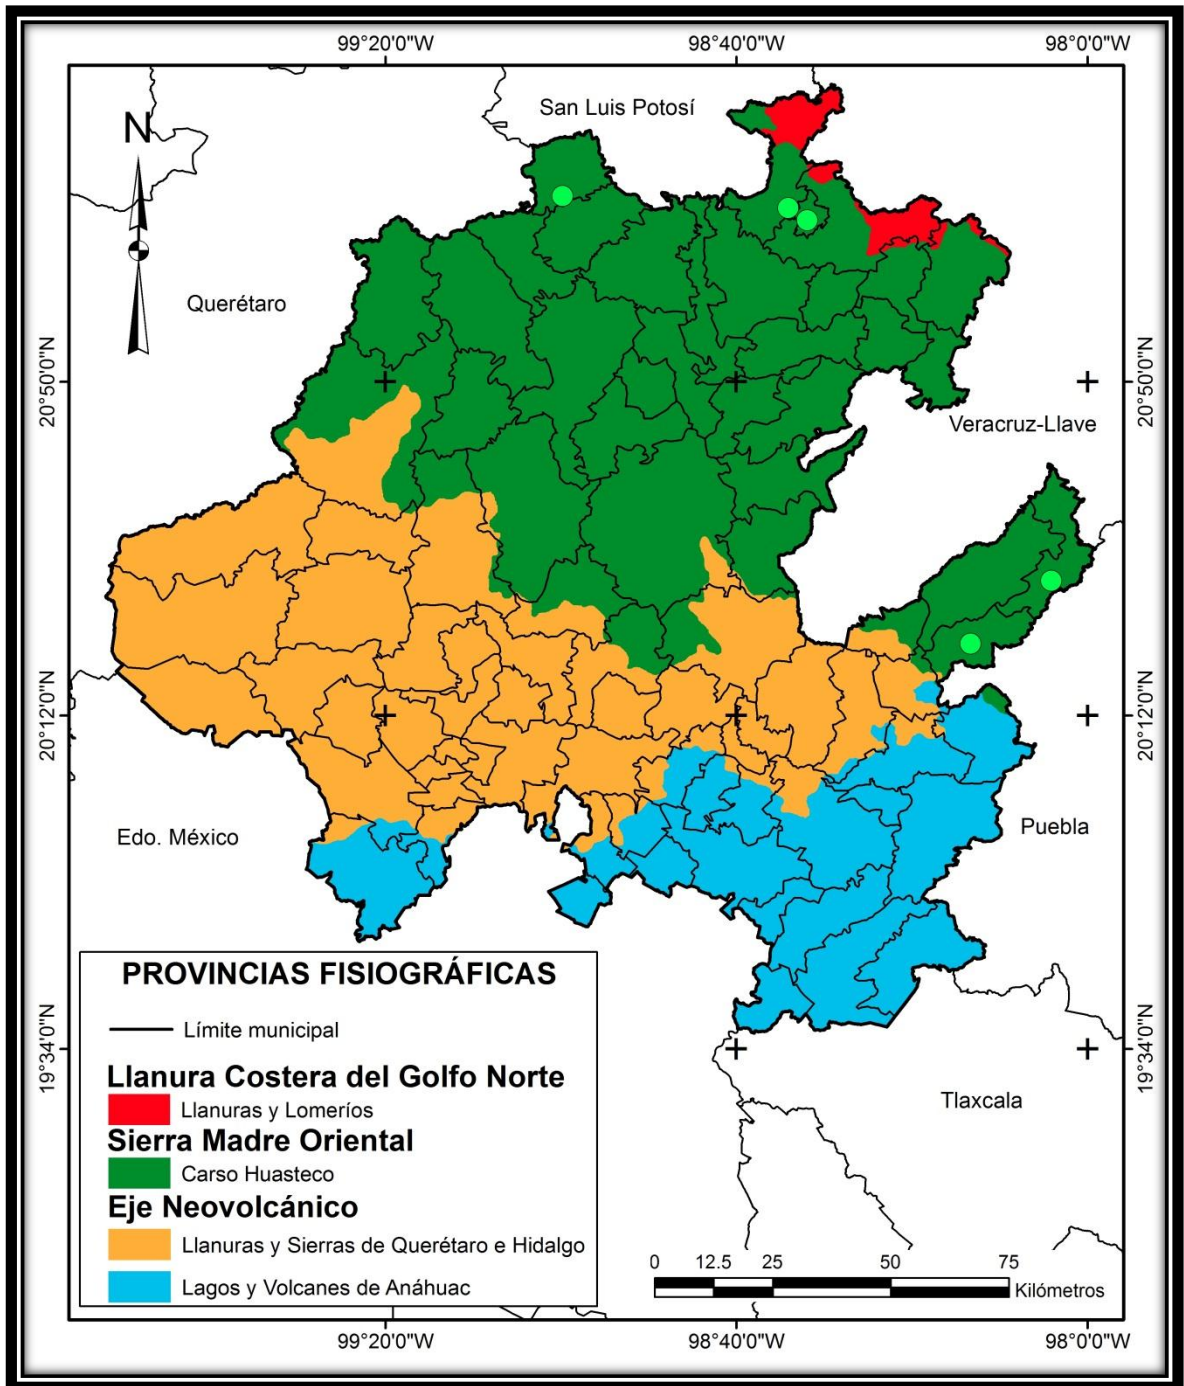 99°20'0"W 98°40'0"W 98°0'0"W
San Luis Potosí
N
Querétaro
20°50'0"N 20°50'0"N
Veracruz-Llave
20°12'0"N 20°12'0"N
Edo. México
Puebla
PROVINCIAS FISIOGRÁFICAS
Límite municipal
Llanura Costera del Golfo Norte
Llanuras y Lomeríos
Sierra Madre Oriental
Carso Huasteco
Eje Neovolcánico
Llanuras y Sierras de Querétaro e Hidalgo
Lagos y Volcanes de Anáhuac
19°34'0"N 19°34'0"N
Tlaxcala
0 12.5 25 50 75
Kilómetros
99°20'0"W 98°40'0"W 98°0'0"W